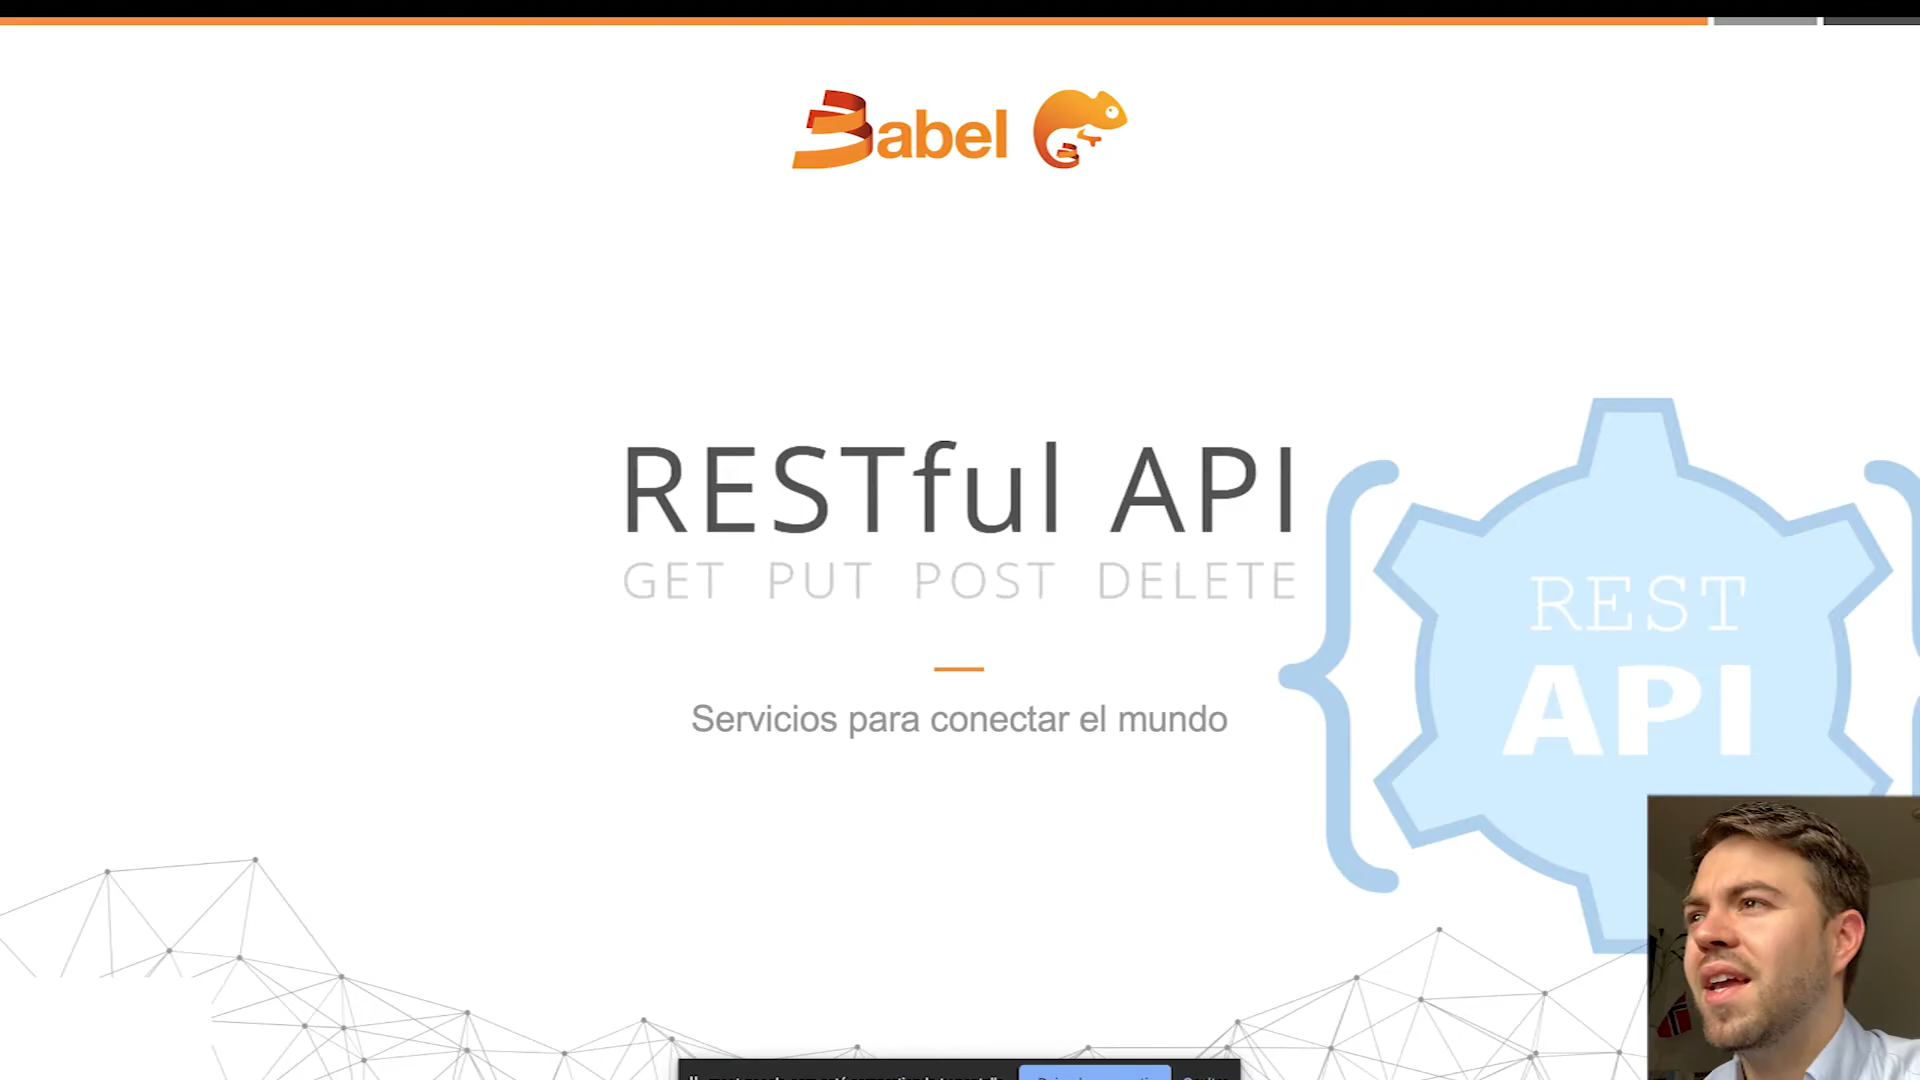 Babel
RESTful API
GET PUT POST DELETE
Servicios para conectar el mundo
REST
API